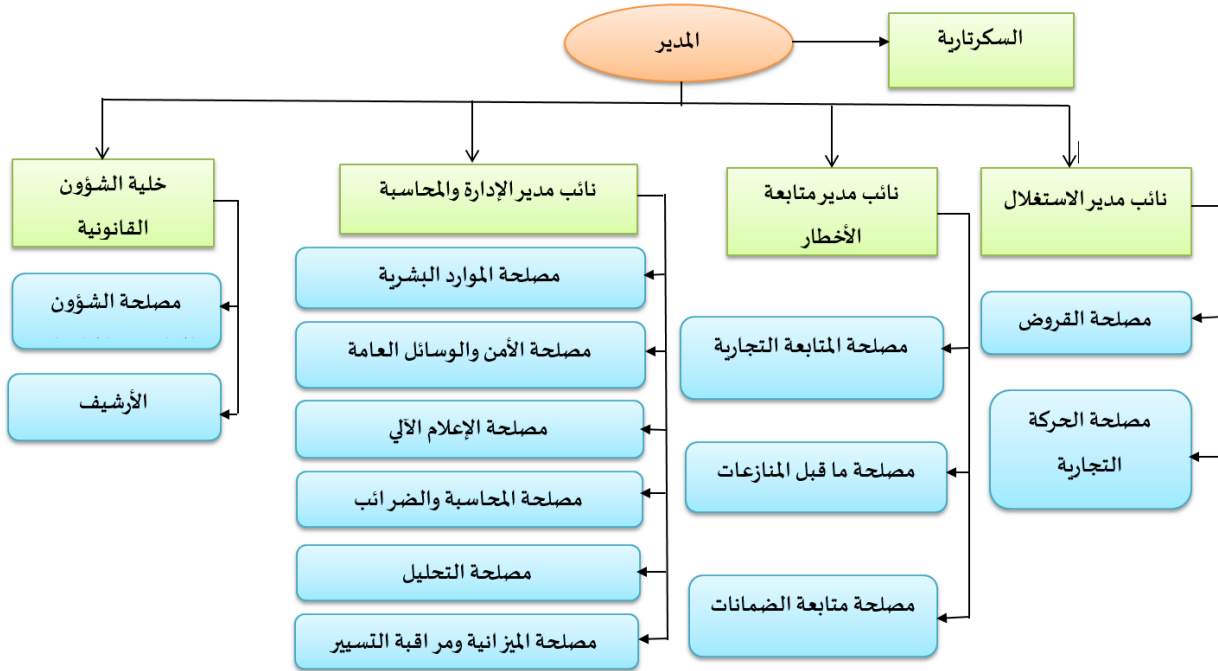 المدير
السكرتارية
نائب مدير الاستغلال
نائب مدير متابعة
الأخطار
نائب مدير الإدارة والمحاسبة
خلية الشؤون
القانونية
مصلحة القروض
مصلحة الحركة
التجارية
مصلحة المتابعة التجارية
مصلحة ما قبل المنازعات
مصلحة متابعة الضمانات
مصلحة الموارد البشرية
مصلحة الأمن والوسائل العامة
مصلحة الإعلام الآلي
مصلحة المحاسبة والضرائب
مصلحة التحليل
مصلحة الميزانية ومراقبة التسيير
مصلحة الشؤون
الأرشيف